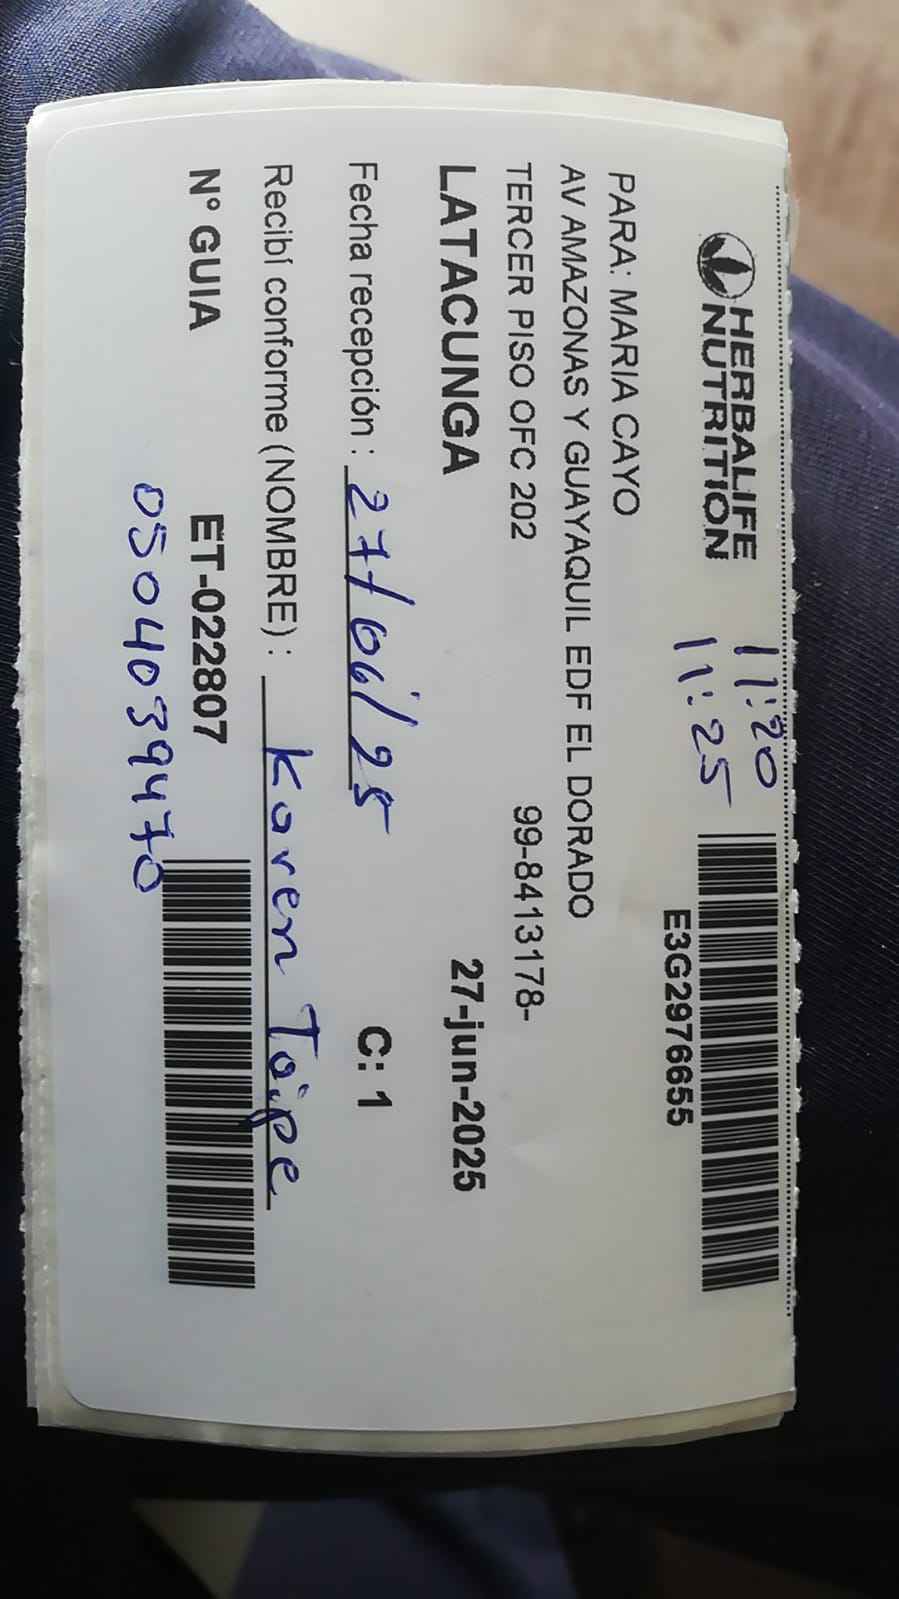 HERBALIFE
NUTRITION
11:20
11:25
E3G2976655
PARA: MARIA CAYO
AV AMAZONAS Y GUAYAQUIL EDF EL DORADO
TERCER PISO OFC 202 99-8413178-
LATACUNGA 27-jun-2025
Fecha recepción : 27/06/25 C: 1
Recibí conforme (NOMBRE) : Karen Taipe
N° GUIA ET-022807
0504039470